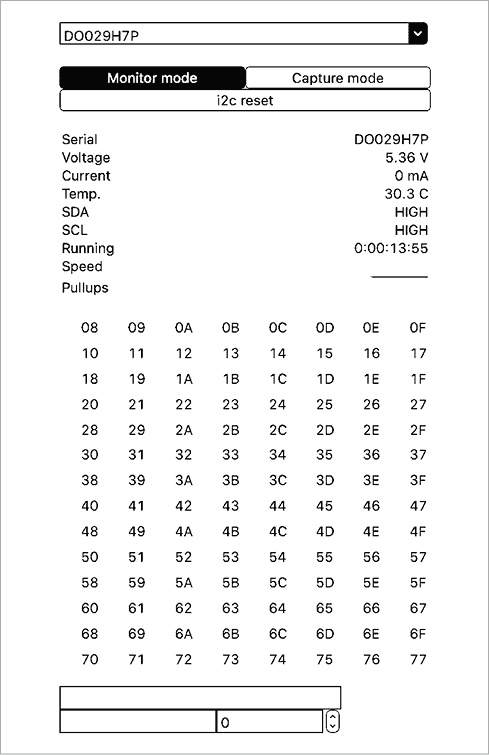 DO029H7P
Monitor mode Capture mode
i2c reset
Serial DO029H7P
Voltage 5.36 V
Current 0 mA
Temp. 30.3 C
SDA HIGH
SCL HIGH
Running 0:00:13:55
Speed
Pullups
08 09 0A 0B 0C 0D 0E 0F
10 11 12 13 14 15 16 17
18 19 1A 1B 1C 1D 1E 1F
20 21 22 23 24 25 26 27
28 29 2A 2B 2C 2D 2E 2F
30 31 32 33 34 35 36 37
38 39 3A 3B 3C 3D 3E 3F
40 41 42 43 44 45 46 47
48 49 4A 4B 4C 4D 4E 4F
50 51 52 53 54 55 56 57
58 59 5A 5B 5C 5D 5E 5F
60 61 62 63 64 65 66 67
68 69 6A 6B 6C 6D 6E 6F
70 71 72 73 74 75 76 77
0